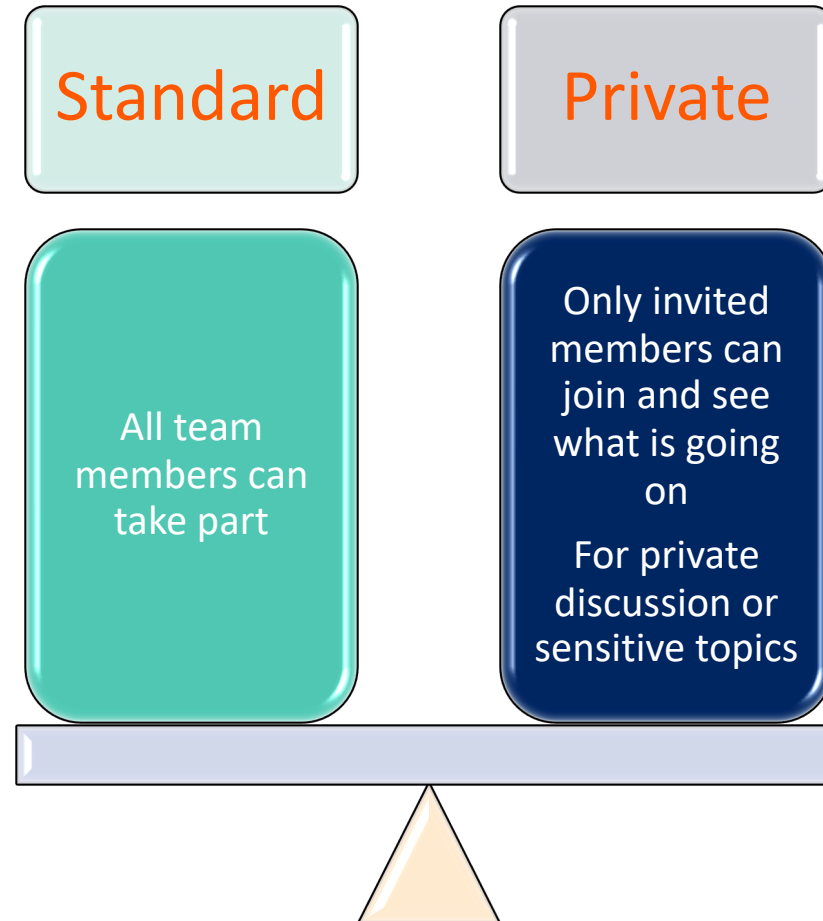 Standard
Private
All team
members can
take part
Only invited
members can
join and see
what is going
on
For private
discussion or
sensitive topics